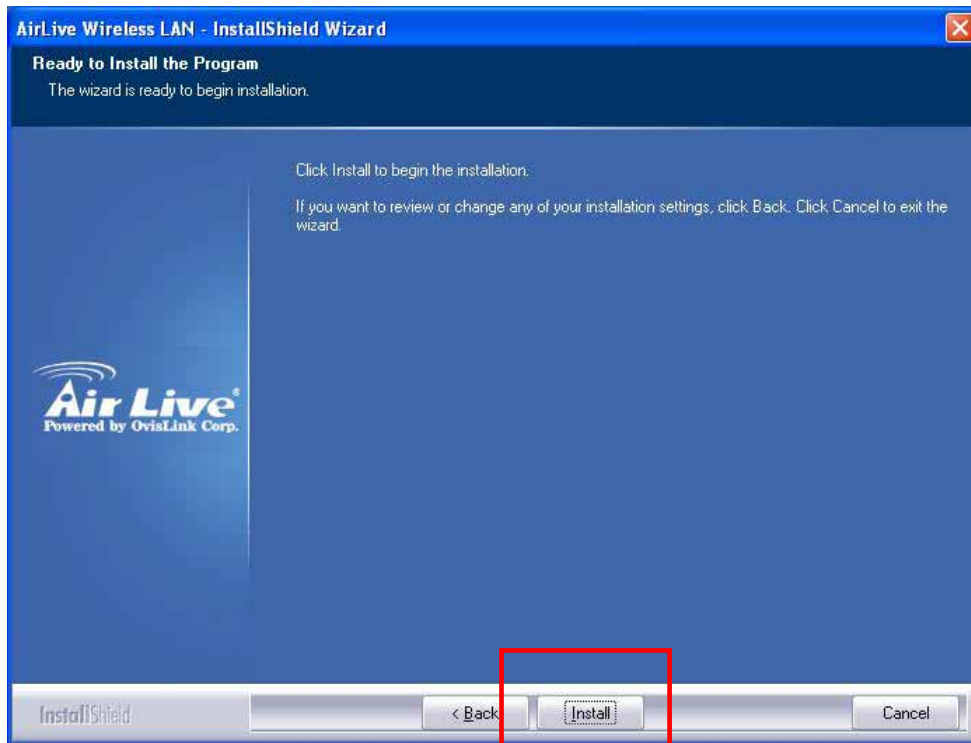 AirLive Wireless LAN - InstallShield Wizard
Ready to Install the Program
The wizard is ready to begin installation.
Click Install to begin the installation.
If you want to review or change any of your installation settings, click Back. Click Cancel to exit the
wizard.
Air Live®
Powered by OvisLink Corp.
InstallShield
< Back
Install
Cancel